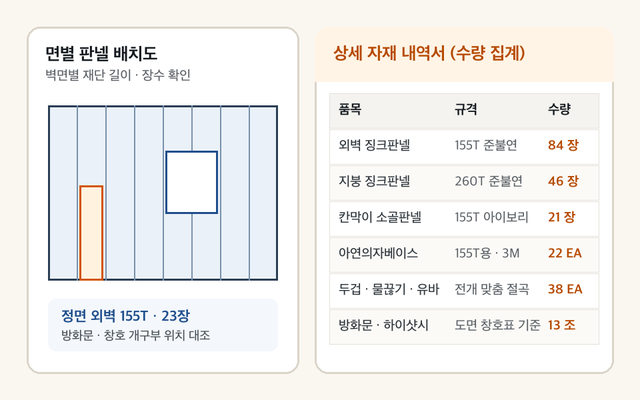 면별 판넬 배치도
벽면별 재단 길이 · 장수 확인
정면 외벽 155T · 23장
방화문 · 창호 개구부 위치 대조
상세 자재 내역서 (수량 집계)
품목 규격 수량
외벽 징크판넬 155T 준불연 84 장
지붕 징크판넬 260T 준불연 46 장
칸막이 소골판넬 155T 아이보리 21 장
아연의자베이스 155T용 · 3M 22 EA
두겁 · 물끊기 · 유바 전개 맞춤 절곡 38 EA
방화문 · 하이샷시 도면 창호표 기준 13 조